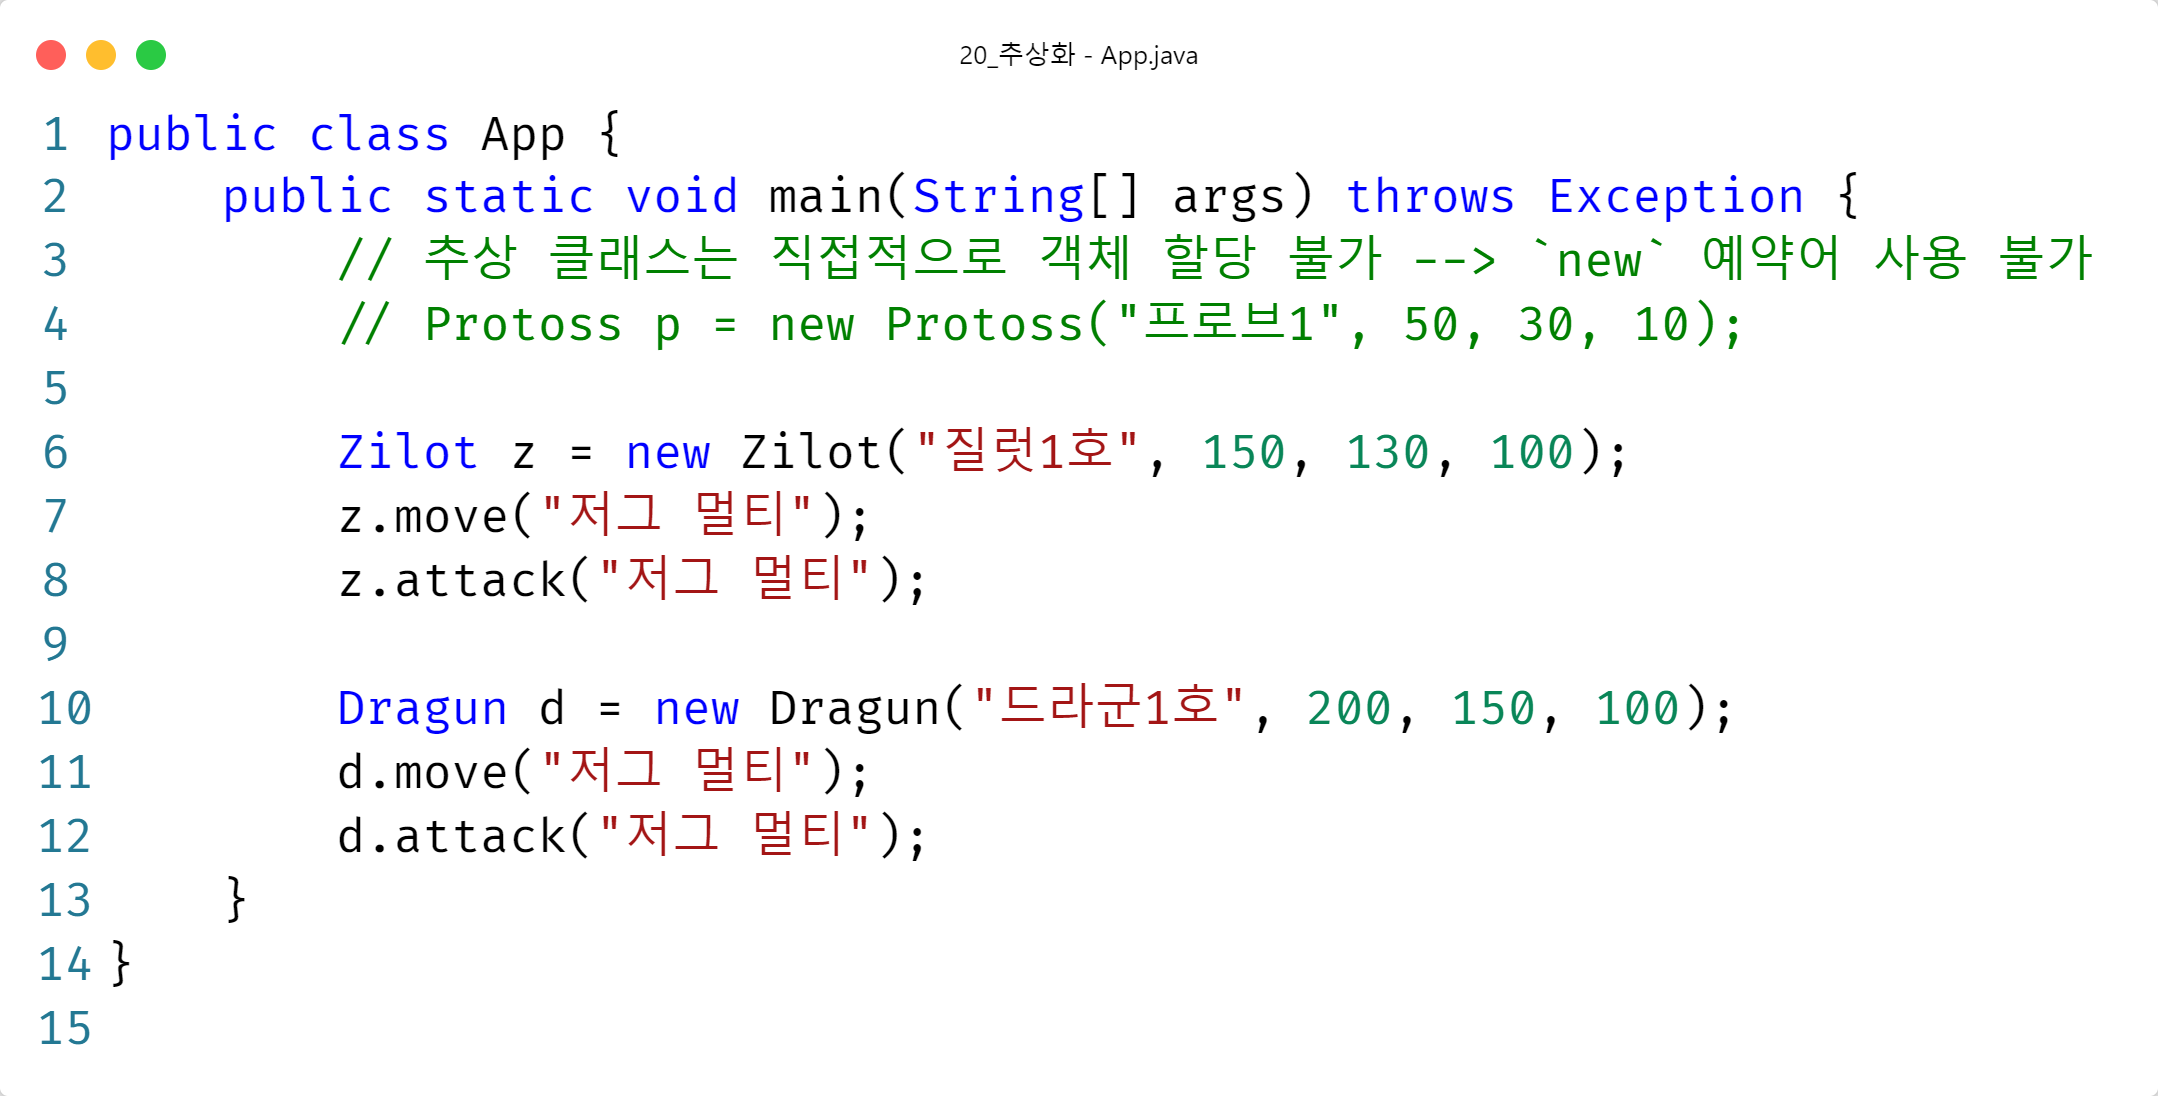 20_추상화 - App.java
1 public class App {
2     public static void main(String[] args) throws Exception {
3         // 추상 클래스는 직접적으로 객체 할당 불가 --> `new` 예약어 사용 불가
4         // Protoss p = new Protoss("프로브1", 50, 30, 10);
5
6         Zilot z = new Zilot("질럿1호", 150, 130, 100);
7         z.move("저그 멀티");
8         z.attack("저그 멀티");
9
10         Dragun d = new Dragun("드라군1호", 200, 150, 100);
11         d.move("저그 멀티");
12         d.attack("저그 멀티");
13     }
14 }
15